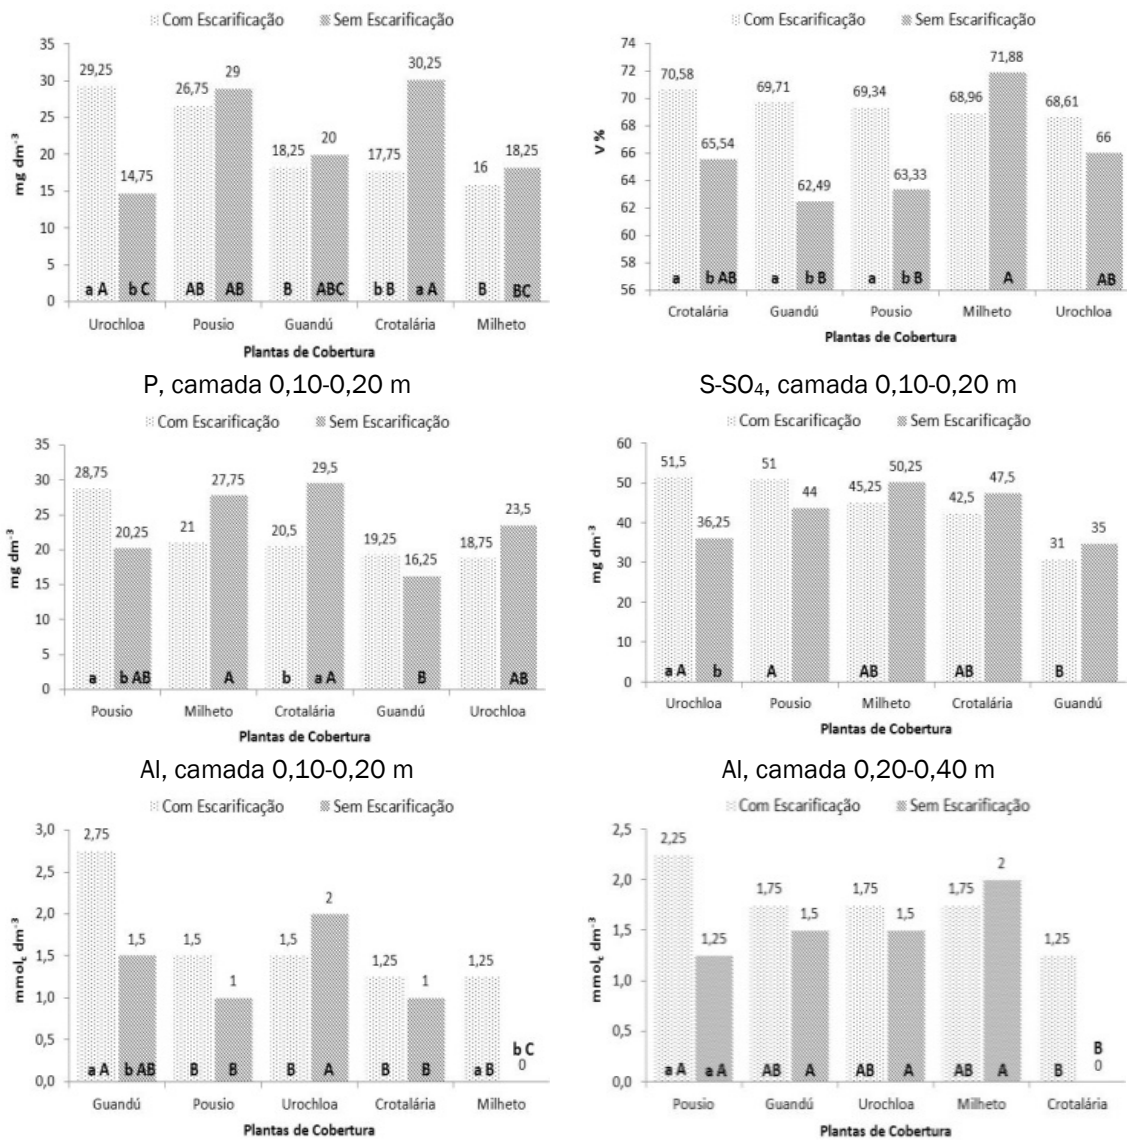 Com Escarificação Sem Escarificação
35
30
25
20
15
10
5
0
mg dm⁻³
29,25 14,75 26,75 29 18,25 20 17,75 30,25 16 18,25
a A b C AB AB B ABC b B a A B BC
Urochloa Pousio Guandú Crotalária Milheto
Plantas de Cobertura
Com Escarificação Sem Escarificação
74
72
70
68
66
64
62
60
58
56
V %
70,58 65,54 69,71 62,49 69,34 63,33 68,96 71,88 68,61 66
a b AB a b B a b B A AB
Crotalária Guandú Pousio Milheto Urochloa
Plantas de Cobertura
P, camada 0,10-0,20 m
Com Escarificação Sem Escarificação
35
30
25
20
15
10
5
0
mg dm⁻³
28,75 20,25 21 27,75 20,5 29,5 19,25 16,25 18,75 23,5
a b AB A b a A B AB
Pousio Milheto Crotalária Guandú Urochloa
Plantas de Cobertura
S-SO₄, camada 0,10-0,20 m
Com Escarificação Sem Escarificação
60
50
40
30
20
10
0
mg dm⁻³
51,5 36,25 51 44 45,25 50,25 42,5 47,5 31 35
a A b A AB AB B
Urochloa Pousio Milheto Crotalária Guandú
Plantas de Cobertura
Al, camada 0,10-0,20 m
Com Escarificação Sem Escarificação
3,0
2,5
2,0
1,5
1,0
0,5
0,0
mmol꜀ dm⁻³
2,75 1,5 1,5 1 1,5 2 1,25 1 1,25 0
a A b AB B B B A B B a B b C
Guandú Pousio Urochloa Crotalária Milheto
Plantas de Cobertura
Al, camada 0,20-0,40 m
Com Escarificação Sem Escarificação
2,5
2,0
1,5
1,0
0,5
0,0
mmol꜀ dm⁻³
2,25 1,25 1,75 1,5 1,75 1,5 1,75 2 1,25 0
a A a A AB A AB A AB A B B
Pousio Guandú Urochloa Milheto Crotalária
Plantas de Cobertura